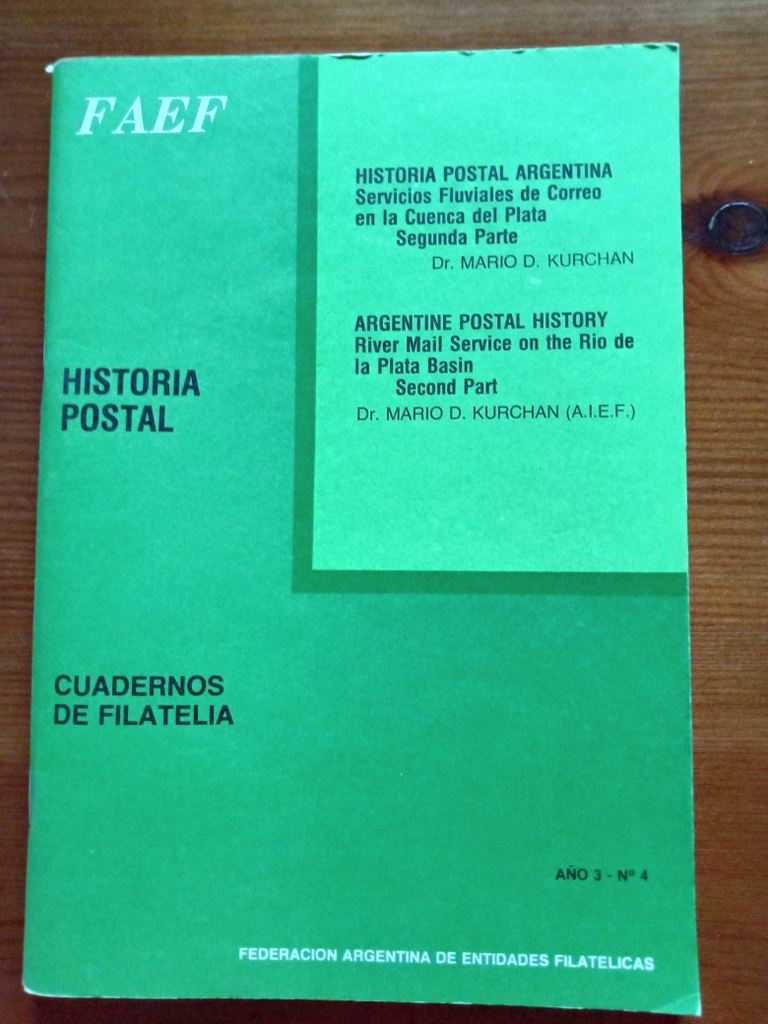 FAEF
HISTORIA POSTAL ARGENTINA
Servicios Fluviales de Correo
en la Cuenca del Plata
Segunda Parte
Dr. MARIO D. KURCHAN
ARGENTINE POSTAL HISTORY
River Mail Service on the Rio de
la Plata Basin
Second Part
Dr. MARIO D. KURCHAN (A.I.E.F.)
HISTORIA
POSTAL
CUADERNOS
DE FILATELIA
AÑO 3 - Nº 4
FEDERACION ARGENTINA DE ENTIDADES FILATELICAS